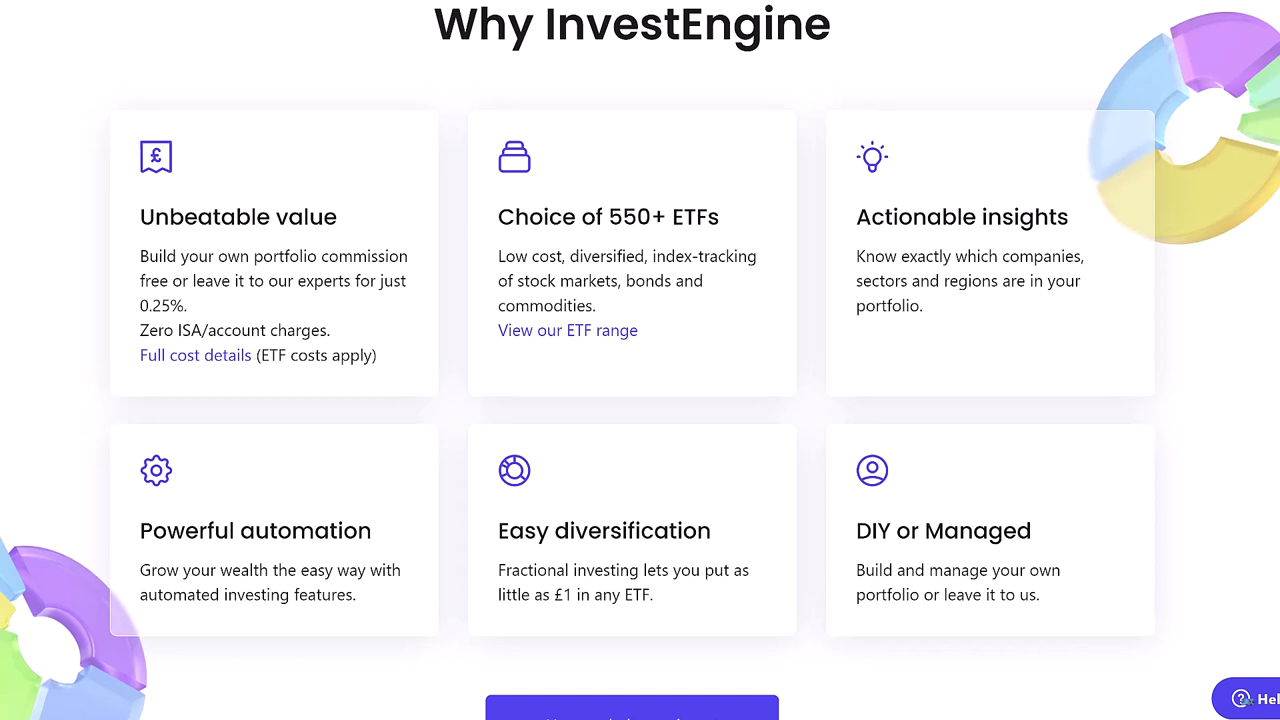 Why InvestEngine
£
Unbeatable value
Build your own portfolio commission
free or leave it to our experts for just
0.25%.
Zero ISA/account charges.
Full cost details (ETF costs apply)
Choice of 550+ ETFs
Low cost, diversified, index-tracking
of stock markets, bonds and
commodities.
View our ETF range
Actionable insights
Know exactly which companies,
sectors and regions are in your
portfolio.
Powerful automation
Grow your wealth the easy way with
automated investing features.
Easy diversification
Fractional investing lets you put as
little as £1 in any ETF.
DIY or Managed
Build and manage your own
portfolio or leave it to us.
? Hel